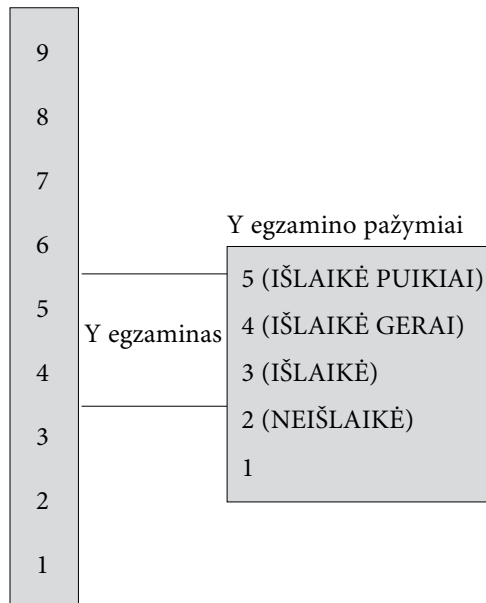 9
8
7
6
5
4
3
2
1
Y egzaminas
Y egzamino pažymiai
5 (IŠLAIKĖ PUIKIAI)
4 (IŠLAIKĖ GERAI)
3 (IŠLAIKĖ)
2 (NEIŠLAIKĖ)
1